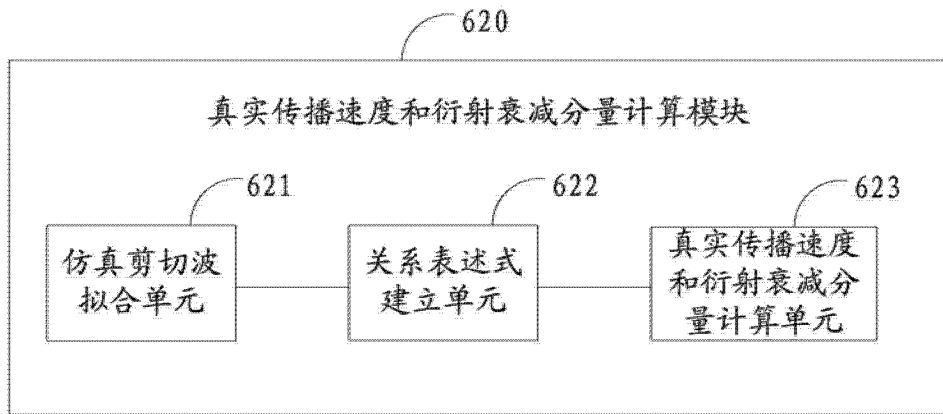 620
真实传播速度和衍射衰减分量计算模块
621
622
623
仿真剪切波
拟合单元
关系表述式
建立单元
真实传播速度
和衍射衰减分
量计算单元